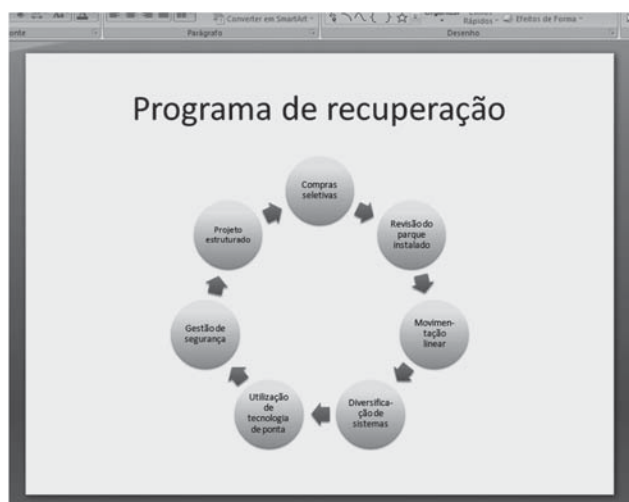 Converter em SmartArt
Rápidos
Efeitos de Forma
Parágrafo
Desenho
Programa de recuperação
Compras
seletivas
Revisão do
parque
instalado
Movimen-
tação
linear
Diversifica-
ção de
sistemas
Utilização
de
tecnologia
de ponta
Gestão de
segurança
Projeto
estruturado